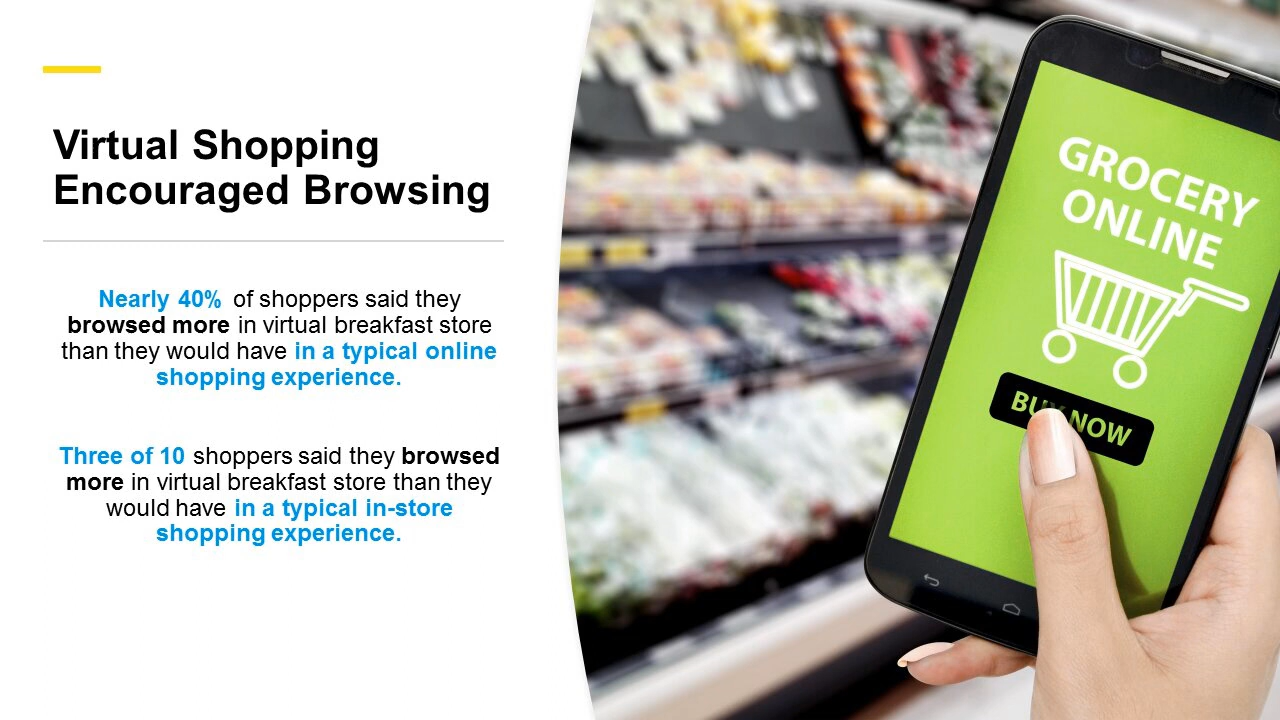 Virtual Shopping
Encouraged Browsing
Nearly 40% of shoppers said they
browsed more in virtual breakfast store
than they would have in a typical online
shopping experience.
Three of 10 shoppers said they browsed
more in virtual breakfast store than they
would have in a typical in-store
shopping experience.
GROCERY
ONLINE
BUY NOW